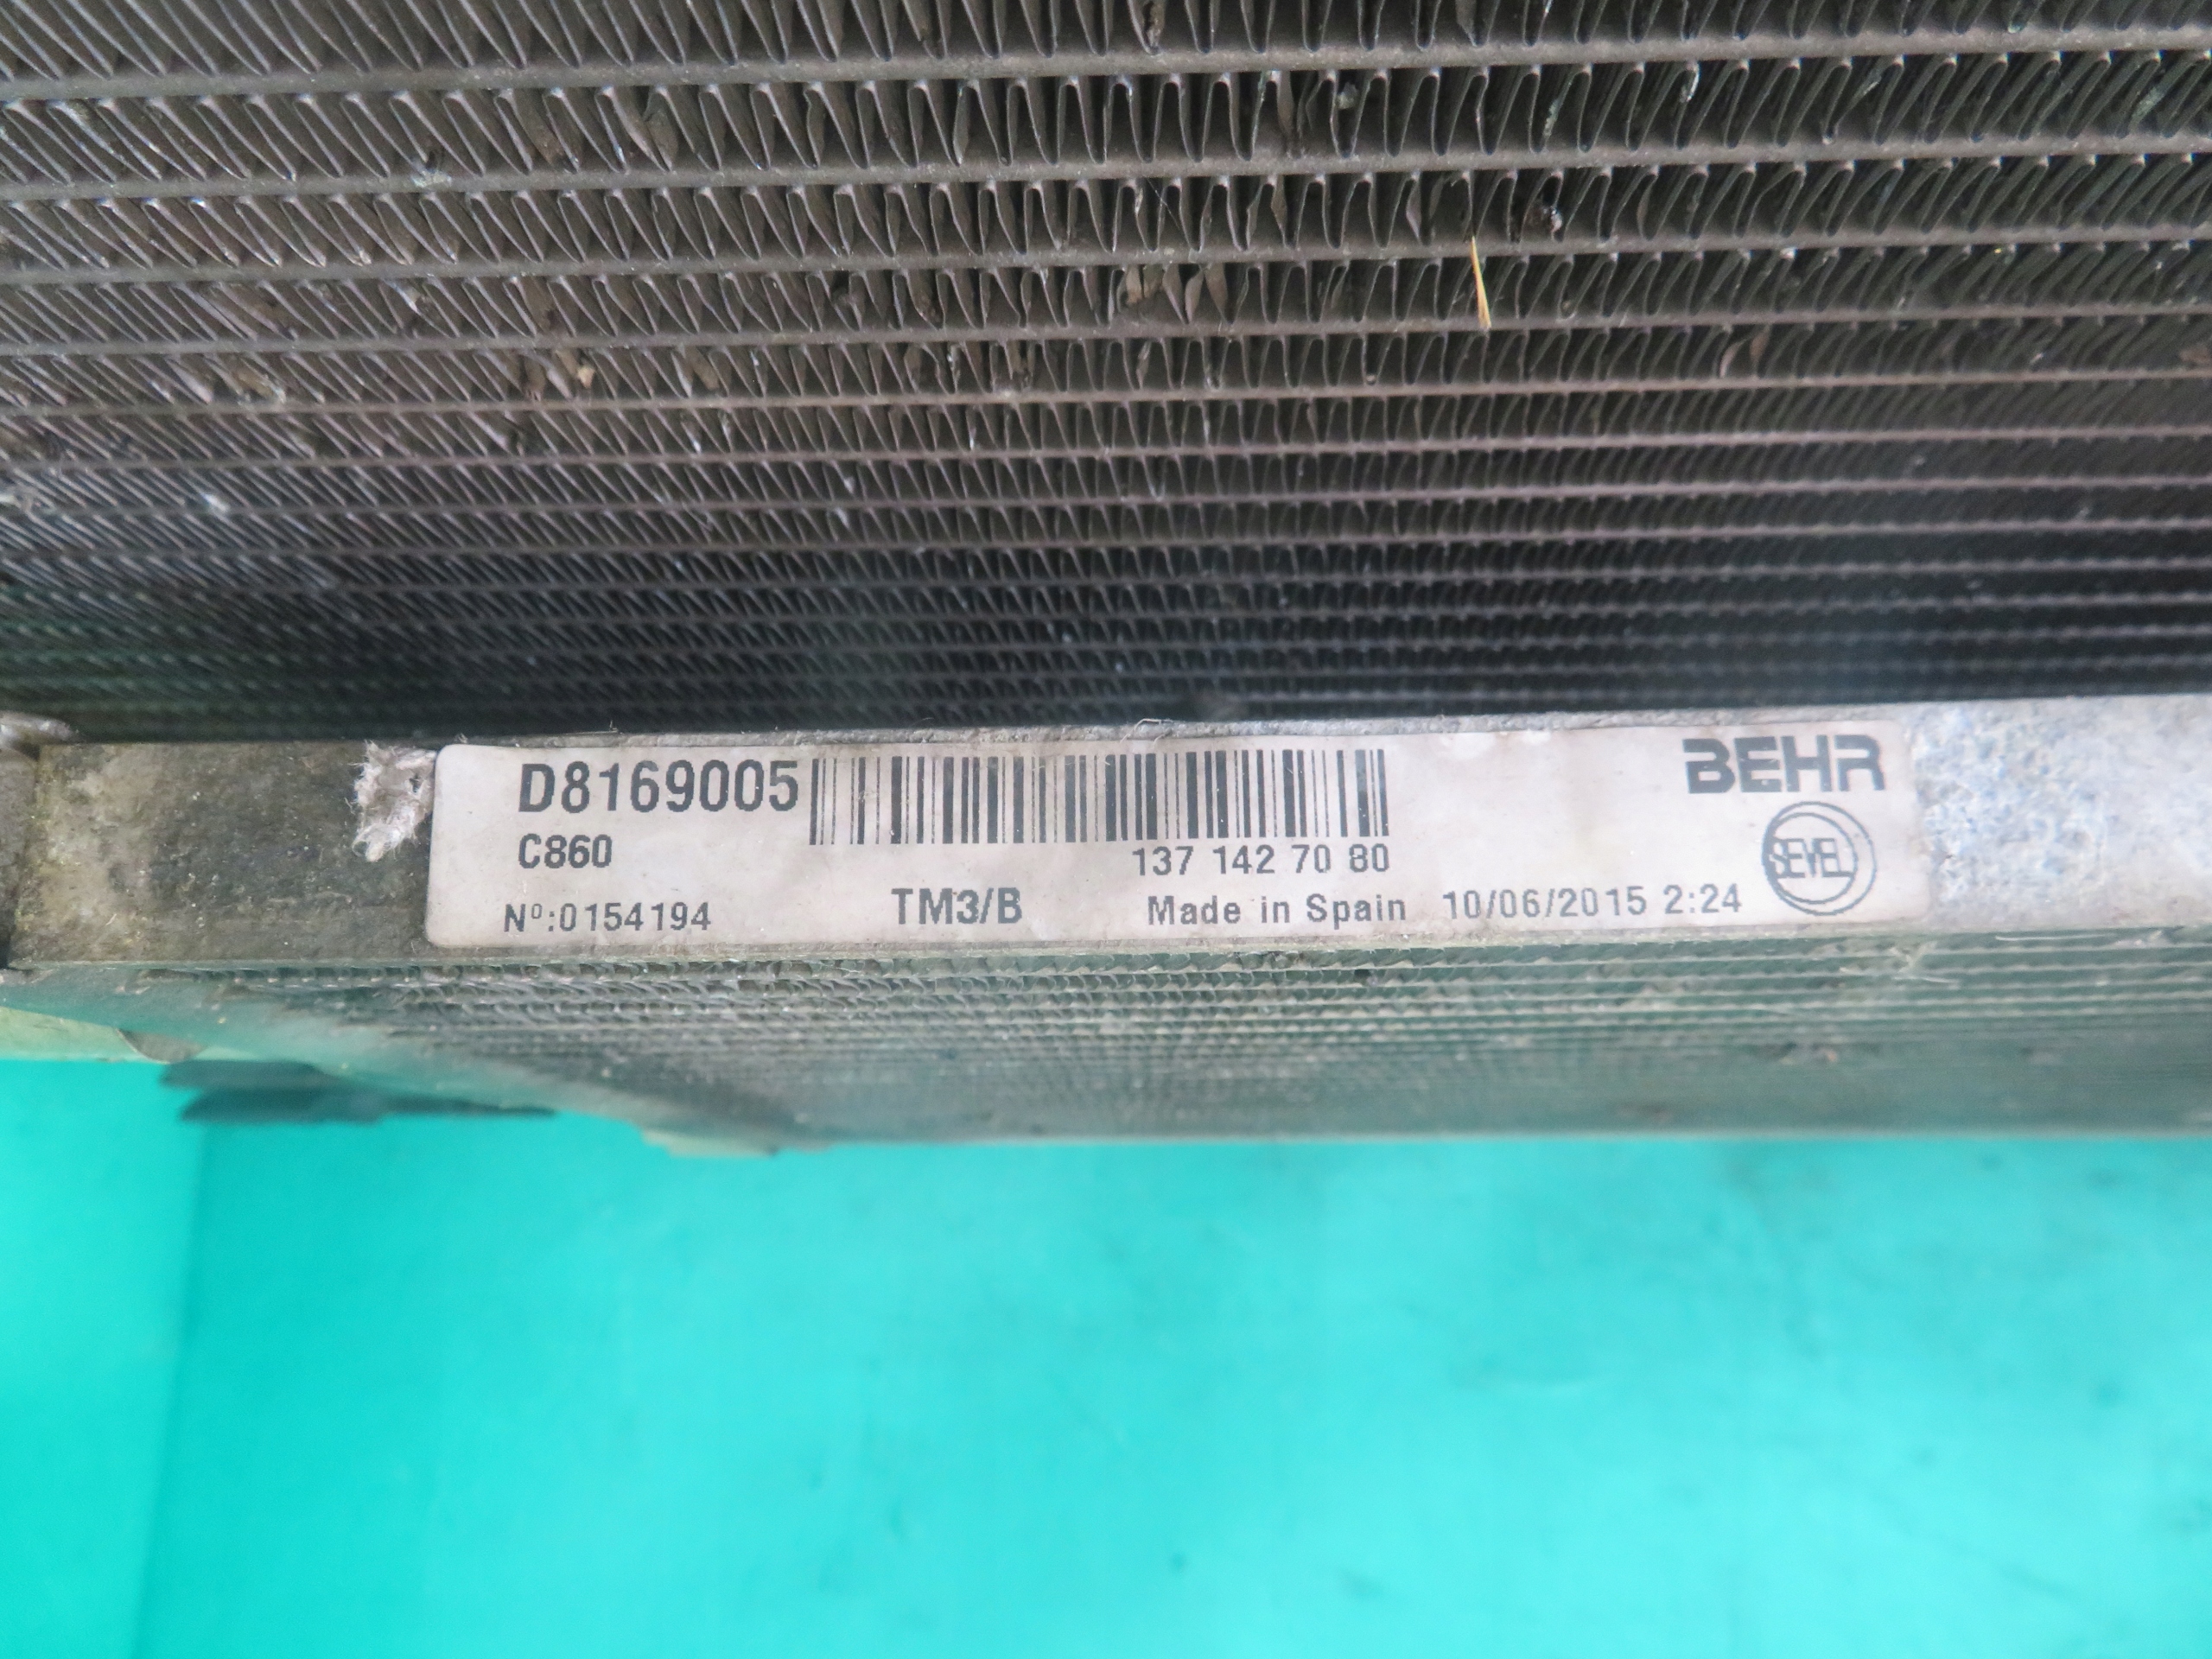 D8169005
BEHR
C860
137 142 70 80
SEVEL
Nº:0154194 TM3/B Made in Spain 10/06/2015 2:24